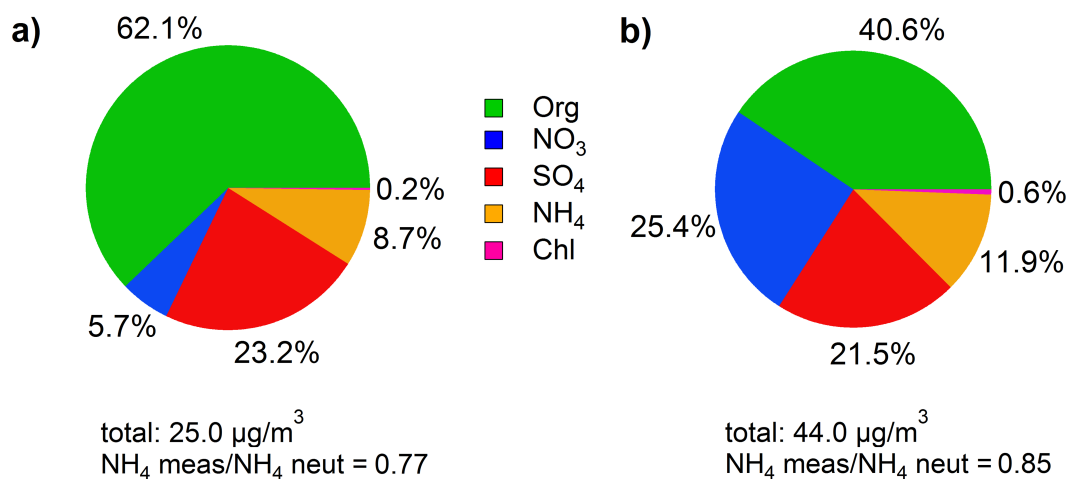 a)
62.1%
0.2%
8.7%
23.2%
5.7%
total: 25.0 µg/m³
NH₄ meas/NH₄ neut = 0.77
Org
NO₃
SO₄
NH₄
Chl
b)
40.6%
0.6%
11.9%
21.5%
25.4%
total: 44.0 µg/m³
NH₄ meas/NH₄ neut = 0.85